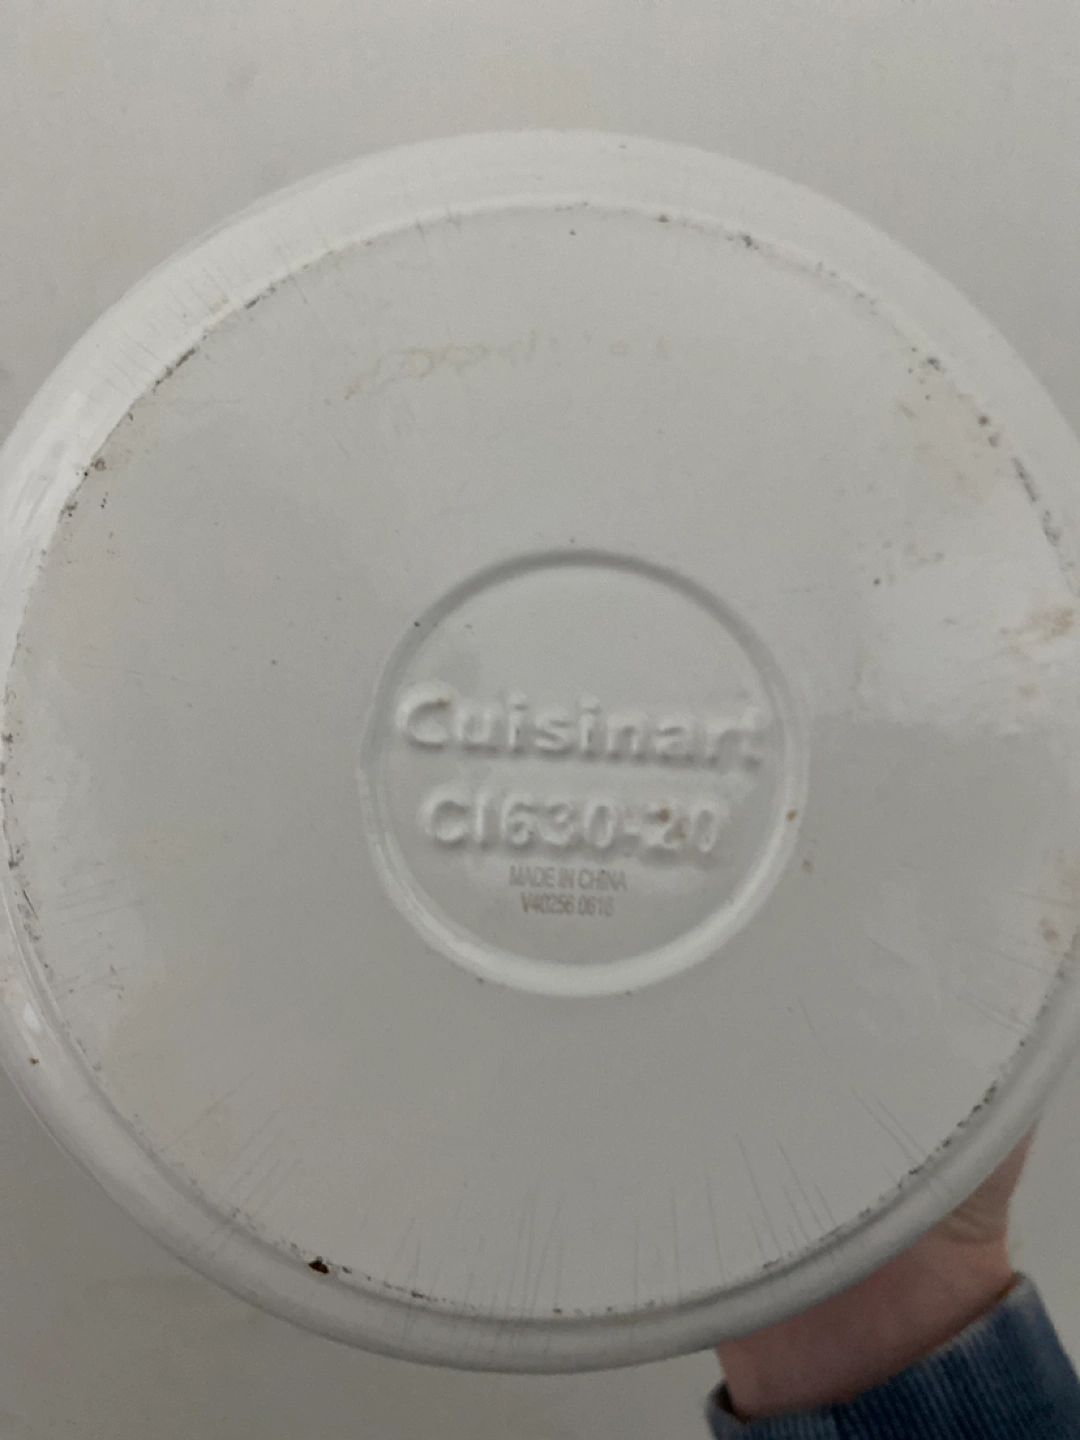 Cuisinart
CI630-20
MADE IN CHINA
V40256 0616